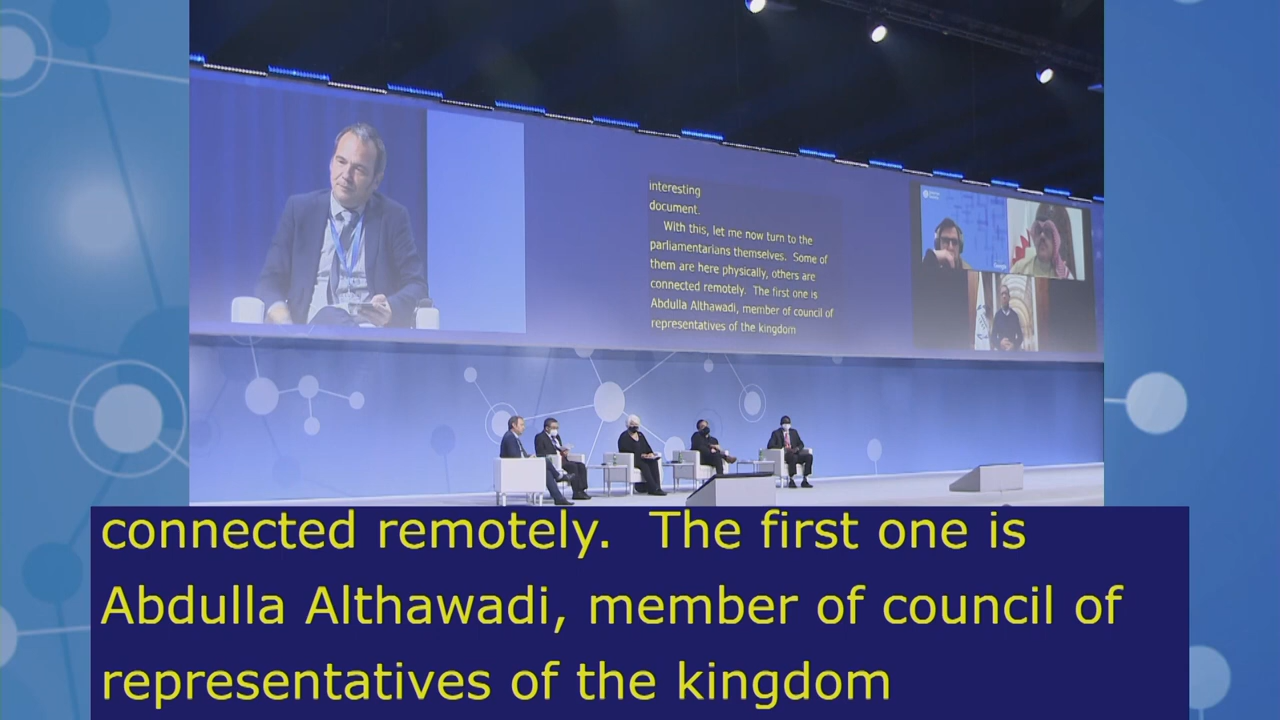 interesting
document.
With this, let me now turn to the
parliamentarians themselves. Some of
them are here physically, others are
connected remotely. The first one is
Abdulla Althawadi, member of council of
representatives of the kingdom
connected remotely. The first one is
Abdulla Althawadi, member of council of
representatives of the kingdom